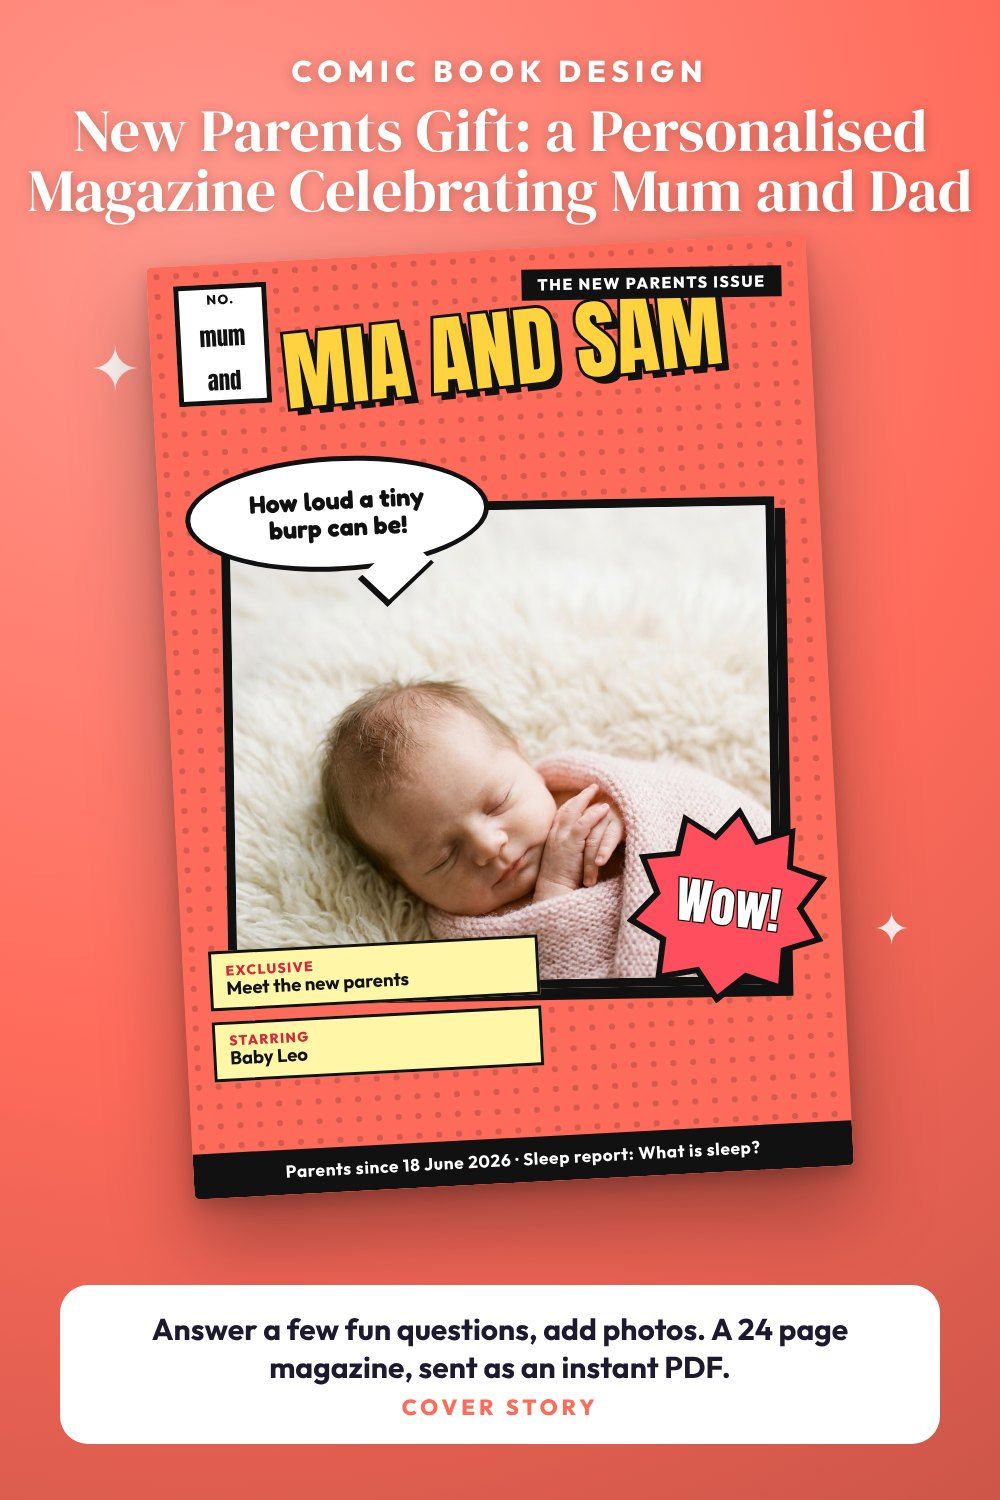 COMIC BOOK DESIGN
New Parents Gift: a Personalised
Magazine Celebrating Mum and Dad
NO.
mum
and
THE NEW PARENTS ISSUE
MIA AND SAM
How loud a tiny
burp can be!
Wow!
EXCLUSIVE
Meet the new parents
STARRING
Baby Leo
Parents since 18 June 2026 · Sleep report: What is sleep?
Answer a few fun questions, add photos. A 24 page
magazine, sent as an instant PDF.
COVER STORY